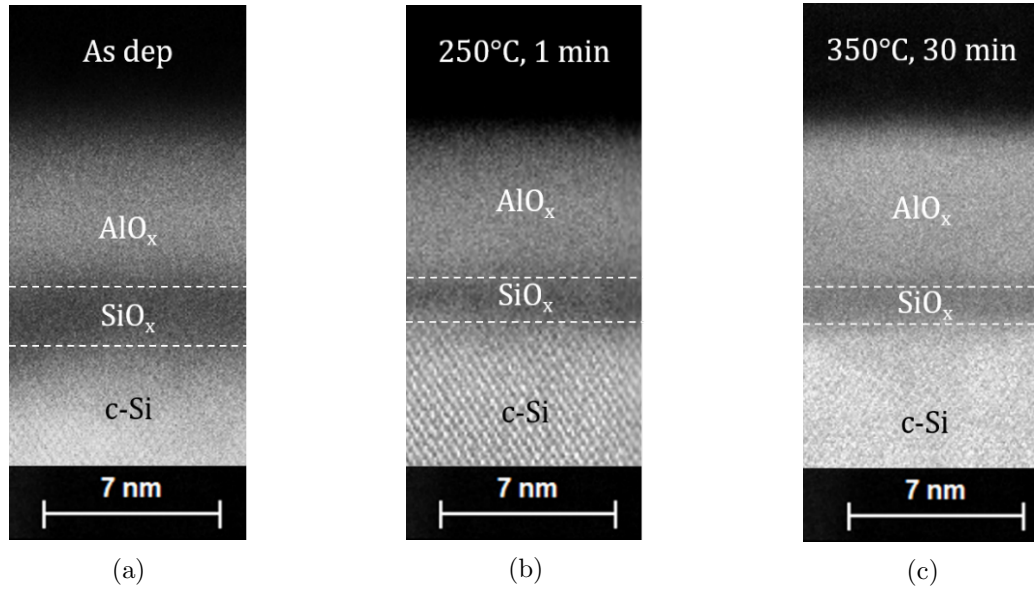 As dep
AlOₓ
SiOₓ
c-Si
7 nm
(a)
250°C, 1 min
AlOₓ
SiOₓ
c-Si
7 nm
(b)
350°C, 30 min
AlOₓ
SiOₓ
c-Si
7 nm
(c)